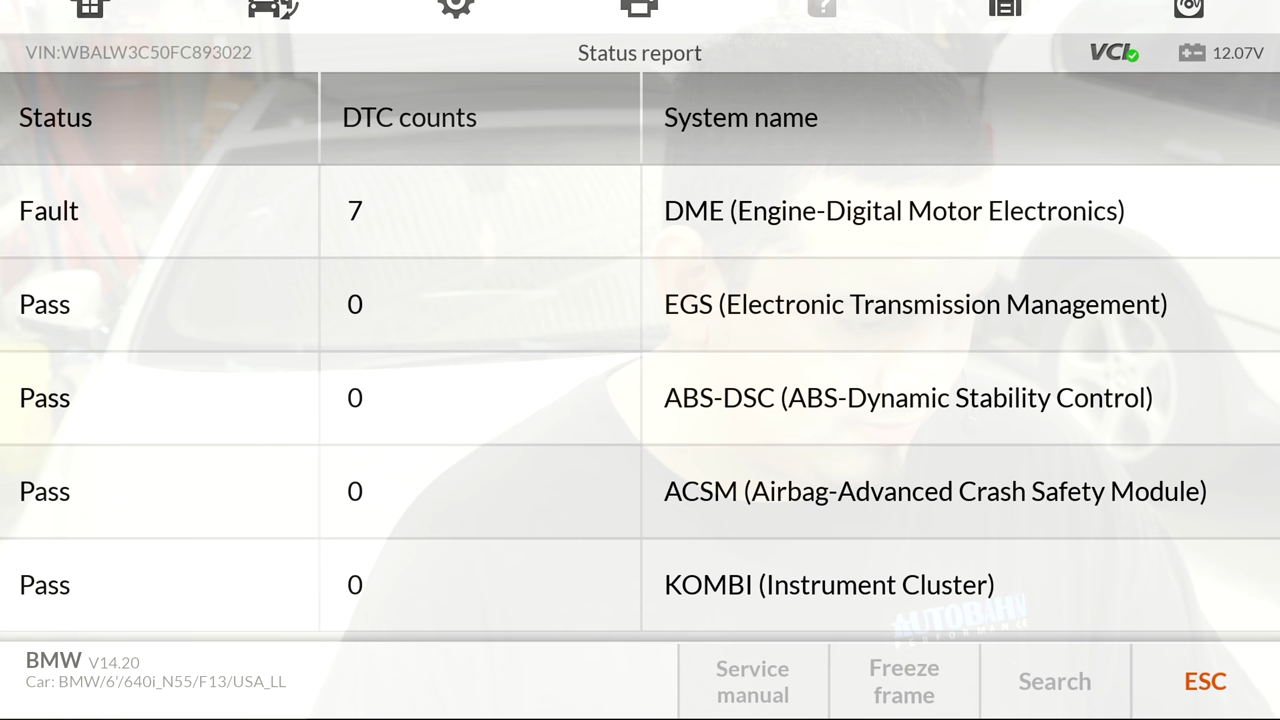 VIN:WBALW3C50FC893022 Status report VCI 12.07V
Status DTC counts System name
Fault 7 DME (Engine-Digital Motor Electronics)
Pass 0 EGS (Electronic Transmission Management)
Pass 0 ABS-DSC (ABS-Dynamic Stability Control)
Pass 0 ACSM (Airbag-Advanced Crash Safety Module)
Pass 0 KOMBI (Instrument Cluster)
AUTOBAHN
PERFORMANCE
BMW V14.20
Car: BMW/6'/640i_N55/F13/USA_LL
Service manual
Freeze frame
Search
ESC